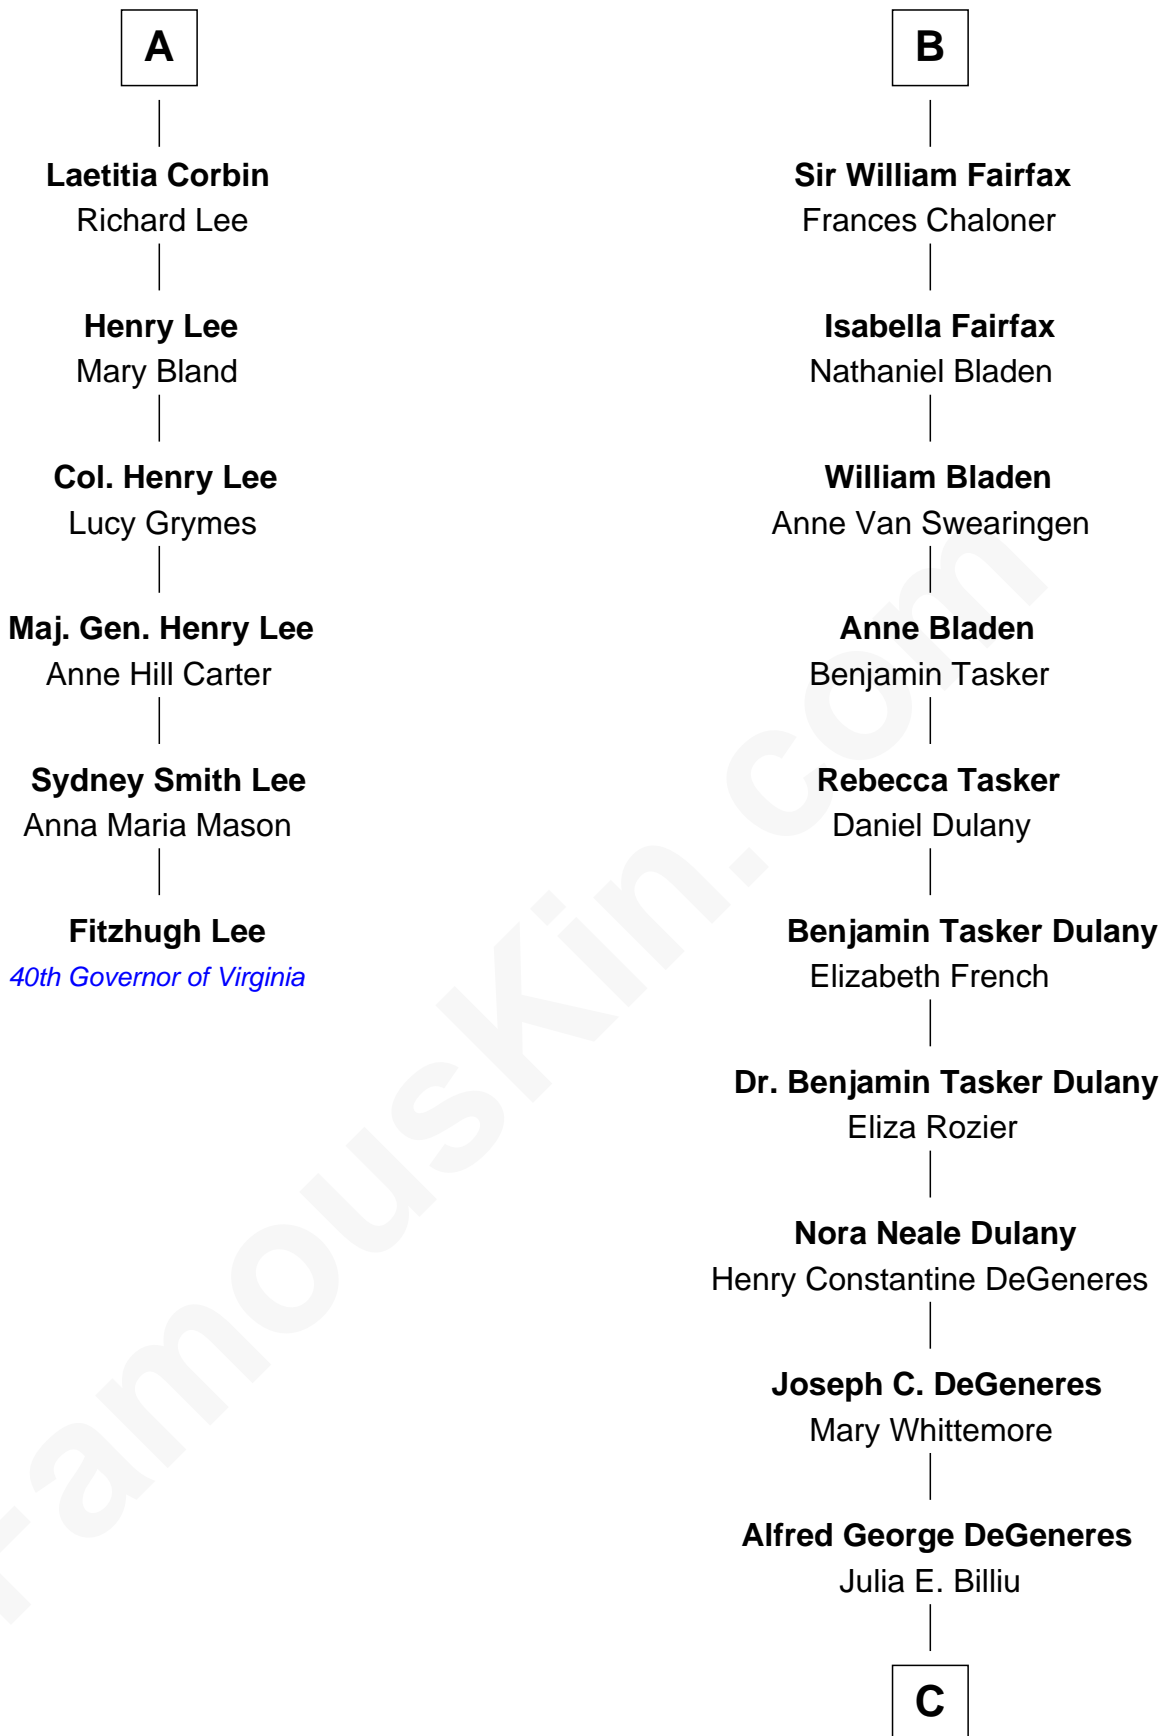 A
Laetitia Corbin
Richard Lee
Henry Lee
Mary Bland
Col. Henry Lee
Lucy Grymes
Maj. Gen. Henry Lee
Anne Hill Carter
Sydney Smith Lee
Anna Maria Mason
Fitzhugh Lee
40th Governor of Virginia
B
Sir William Fairfax
Frances Chaloner
Isabella Fairfax
Nathaniel Bladen
William Bladen
Anne Van Swearingen
Anne Bladen
Benjamin Tasker
Rebecca Tasker
Daniel Dulany
Benjamin Tasker Dulany
Elizabeth French
Dr. Benjamin Tasker Dulany
Eliza Rozier
Nora Neale Dulany
Henry Constantine DeGeneres
Joseph C. DeGeneres
Mary Whittemore
Alfred George DeGeneres
Julia E. Billiu
C
FamousKin.com